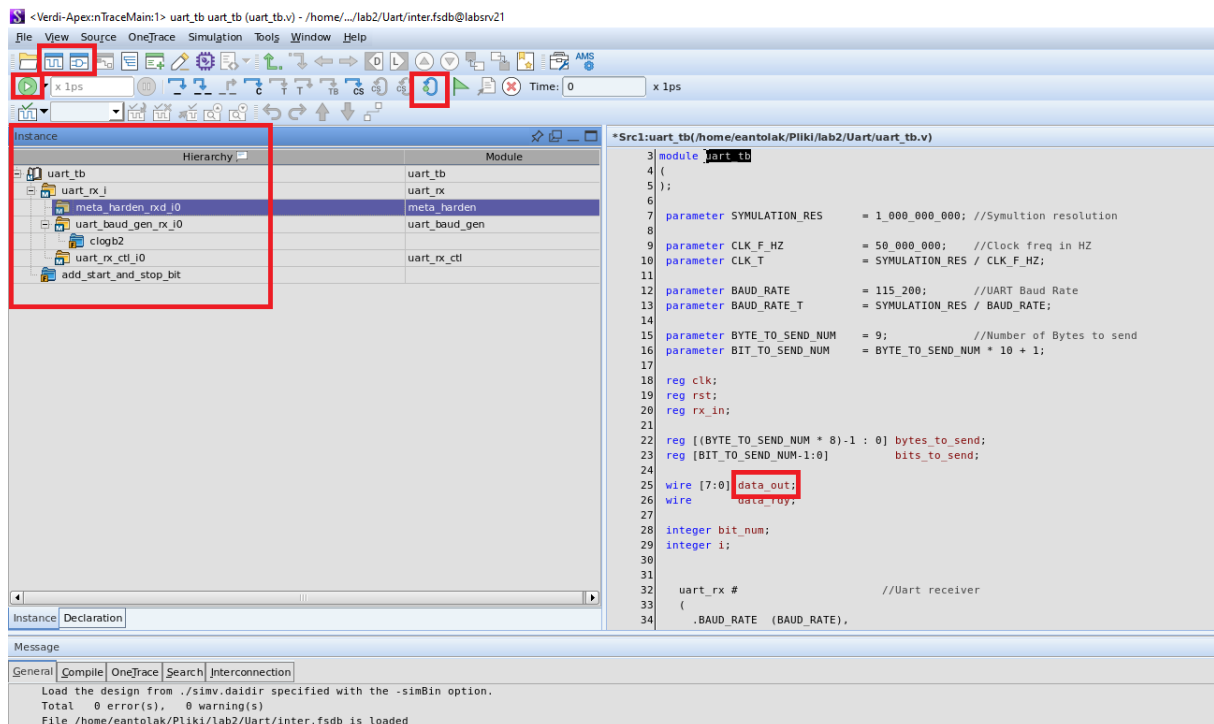 <Verdi-Apex:nTraceMain:1> uart_tb uart_tb (uart_tb.v) - /home/.../lab2/Uart/inter.fsdb@labsrv21
File View Source OneTrace Simulation Tools Window Help
AMS
x 1ps
Time: 0 x 1ps
Instance
Hierarchy Module
uart_tb uart_tb
uart_rx_i uart_rx
meta_harden_rxd_i0 meta_harden
uart_baud_gen_rx_i0 uart_baud_gen
clogb2
uart_rx_ctl_i0 uart_rx_ctl
add_start_and_stop_bit
Instance Declaration
*Src1:uart_tb(/home/eantolak/Pliki/lab2/Uart/uart_tb.v)
3 module uart_tb
4 (
5 );
6
7 parameter SYMULATION_RES = 1_000_000_000; //Symultion resolution
8
9 parameter CLK_F_HZ = 50_000_000; //Clock freq in HZ
10 parameter CLK_T = SYMULATION_RES / CLK_F_HZ;
11
12 parameter BAUD_RATE = 115_200; //UART Baud Rate
13 parameter BAUD_RATE_T = SYMULATION_RES / BAUD_RATE;
14
15 parameter BYTE_TO_SEND_NUM = 9; //Number of Bytes to send
16 parameter BIT_TO_SEND_NUM = BYTE_TO_SEND_NUM * 10 + 1;
17
18 reg clk;
19 reg rst;
20 reg rx_in;
21
22 reg [(BYTE_TO_SEND_NUM * 8)-1 : 0] bytes_to_send;
23 reg [BIT_TO_SEND_NUM-1:0] bits_to_send;
24
25 wire [7:0] data_out;
26 wire data_rdy;
27
28 integer bit_num;
29 integer i;
30
31
32 uart_rx # //Uart receiver
33 (
34 .BAUD_RATE (BAUD_RATE),
Message
General Compile OneTrace Search Interconnection
Load the design from ./simv.daidir specified with the -simBin option.
Total 0 error(s), 0 warning(s)
File /home/eantolak/Pliki/lab2/Uart/inter.fsdb is loaded